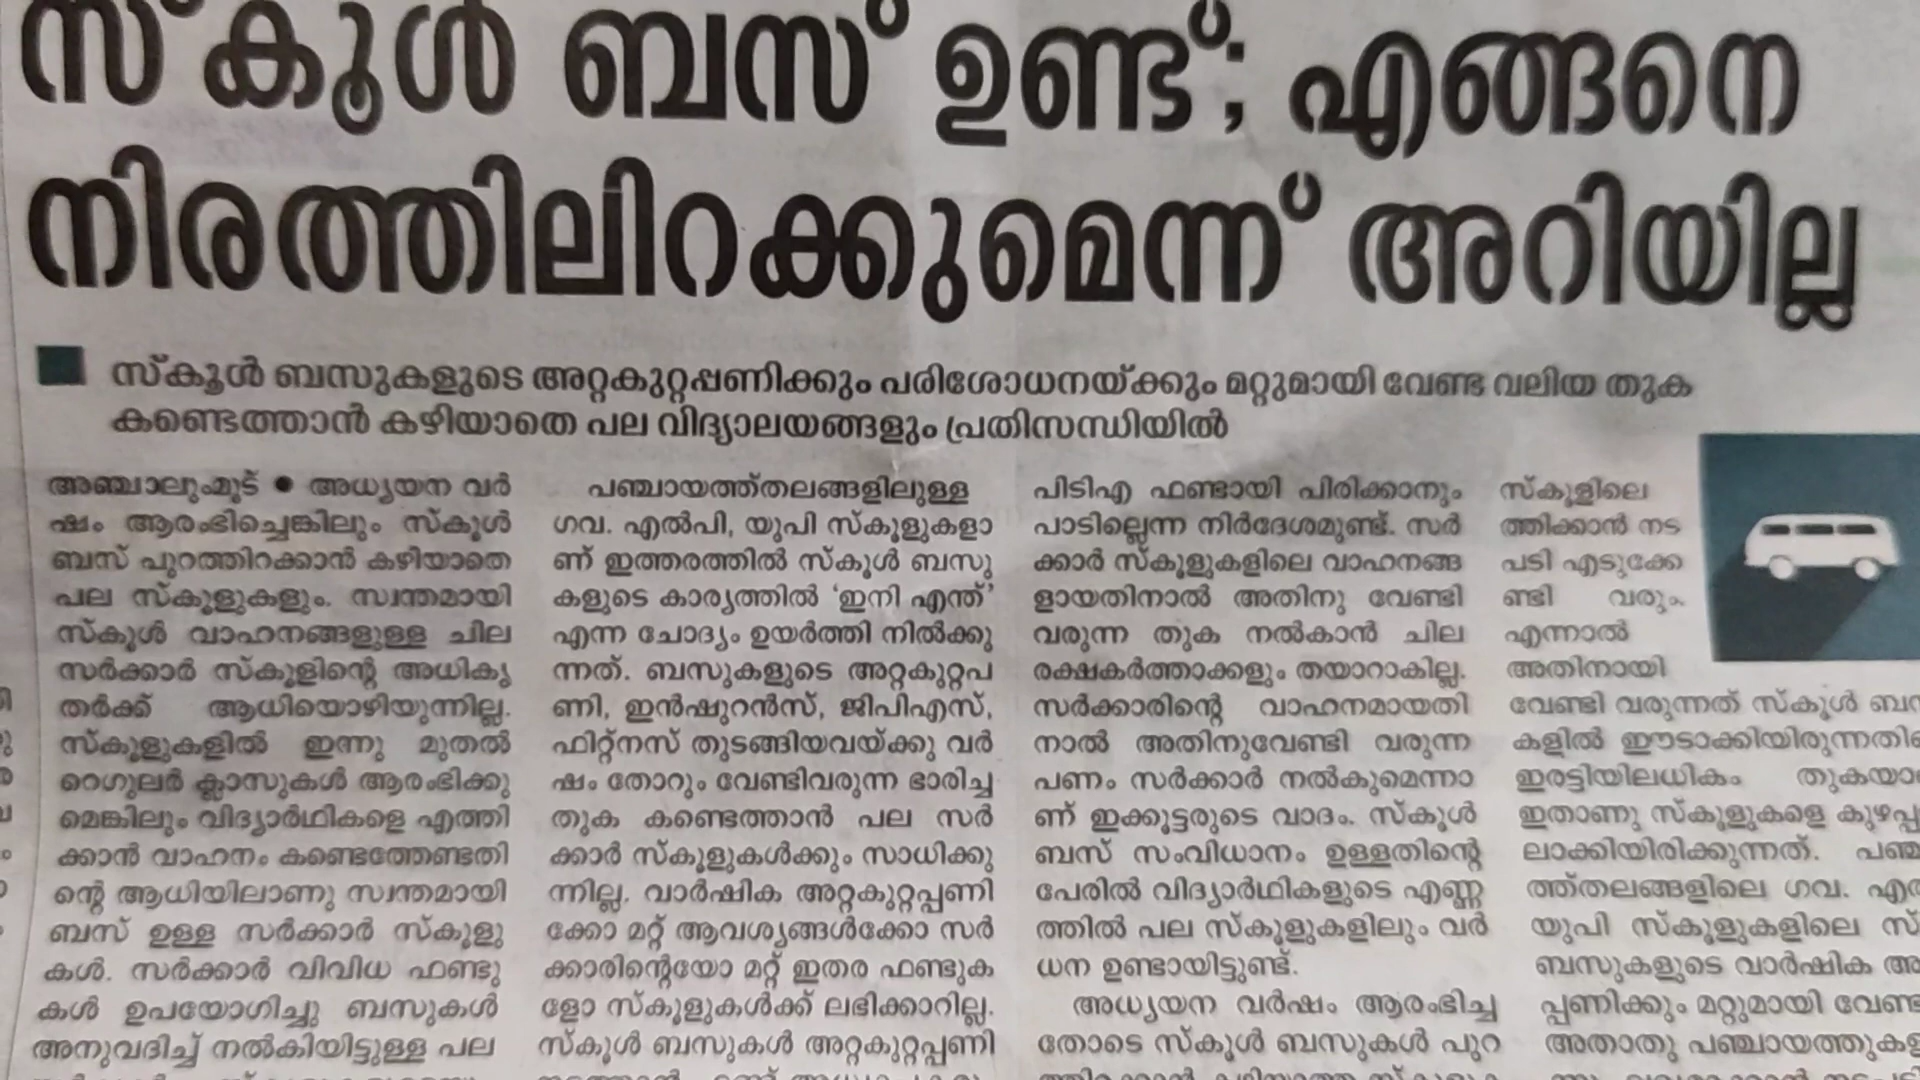 സ്കൂൾ ബസ് ഉണ്ട്; എങ്ങനെ
നിരത്തിലിറക്കുമെന്ന് അറിയില്ല
സ്കൂൾ ബസുകളുടെ അറ്റകുറ്റപ്പണിക്കും പരിശോധനയ്ക്കും മറ്റുമായി വേണ്ട വലിയ തുക
കണ്ടെത്താൻ കഴിയാതെ പല വിദ്യാലയങ്ങളും പ്രതിസന്ധിയിൽ
അഞ്ചാലുംമൂട് ● അധ്യയന വർ
ഷം ആരംഭിച്ചെങ്കിലും സ്കൂൾ
ബസ് പുറത്തിറക്കാൻ കഴിയാതെ
പല സ്കൂളുകളും. സ്വന്തമായി
സ്കൂൾ വാഹനങ്ങളുള്ള ചില
സർക്കാർ സ്കൂളിന്റെ അധികൃ
തർക്ക് ആധിയൊഴിയുന്നില്ല.
സ്കൂളുകളിൽ ഇന്നു മുതൽ
റെഗുലർ ക്ലാസുകൾ ആരംഭിക്കു
മെങ്കിലും വിദ്യാർഥികളെ എത്തി
ക്കാൻ വാഹനം കണ്ടെത്തേണ്ടതി
ന്റെ ആധിയിലാണു സ്വന്തമായി
ബസ് ഉള്ള സർക്കാർ സ്കൂളു
കൾ. സർക്കാർ വിവിധ ഫണ്ടു
കൾ ഉപയോഗിച്ചു ബസുകൾ
അനുവദിച്ച് നൽകിയിട്ടുള്ള പല
പഞ്ചായത്ത്തലങ്ങളിലുള്ള
ഗവ. എൽപി, യുപി സ്കൂളുകളാ
ണ് ഇത്തരത്തിൽ സ്കൂൾ ബസു
കളുടെ കാര്യത്തിൽ ‘ഇനി എന്ത്’
എന്ന ചോദ്യം ഉയർത്തി നിൽക്കു
ന്നത്. ബസുകളുടെ അറ്റകുറ്റപ
ണി, ഇൻഷുറൻസ്, ജിപിഎസ്,
ഫിറ്റ്നസ് തുടങ്ങിയവയ്ക്കു വർ
ഷം തോറും വേണ്ടിവരുന്ന ഭാരിച്ച
തുക കണ്ടെത്താൻ പല സർ
ക്കാർ സ്കൂളുകൾക്കും സാധിക്കു
ന്നില്ല. വാർഷിക അറ്റകുറ്റപ്പണി
ക്കോ മറ്റ് ആവശ്യങ്ങൾക്കോ സർ
ക്കാരിന്റെയോ മറ്റ് ഇതര ഫണ്ടുക
ളോ സ്കൂളുകൾക്ക് ലഭിക്കാറില്ല.
സ്കൂൾ ബസുകൾ അറ്റകുറ്റപ്പണി
പിടിഎ ഫണ്ടായി പിരിക്കാനും
പാടില്ലെന്ന നിർദേശമുണ്ട്. സർ
ക്കാർ സ്കൂളുകളിലെ വാഹനങ്ങ
ളായതിനാൽ അതിനു വേണ്ടി
വരുന്ന തുക നൽകാൻ ചില
രക്ഷകർത്താക്കളും തയാറാകില്ല.
സർക്കാരിന്റെ വാഹനമായതി
നാൽ അതിനുവേണ്ടി വരുന്ന
പണം സർക്കാർ നൽകുമെന്നാ
ണ് ഇക്കൂട്ടരുടെ വാദം. സ്കൂൾ
ബസ് സംവിധാനം ഉള്ളതിന്റെ
പേരിൽ വിദ്യാർഥികളുടെ എണ്ണ
ത്തിൽ പല സ്കൂളുകളിലും വർ
ധന ഉണ്ടായിട്ടുണ്ട്.
അധ്യയന വർഷം ആരംഭിച്ച
തോടെ സ്കൂൾ ബസുകൾ പുറ
സ്കൂളിലെ
ത്തിക്കാൻ നട
പടി എടുക്കേ
ണ്ടി വരും.
എന്നാൽ
അതിനായി
വേണ്ടി വരുന്നത് സ്കൂൾ
കളിൽ
ഇരട്ടിയിലധികം
ഇതാണു സ്കൂളുകളെ
ലാക്കിയിരിക്കുന്നത്.
ത്ത്തലങ്ങളിലെ ഗവ.
യുപി സ്കൂളുകളിലെ
ബസുകളുടെ വാർഷിക
പ്പണിക്കും മറ്റുമായി
അതാതു